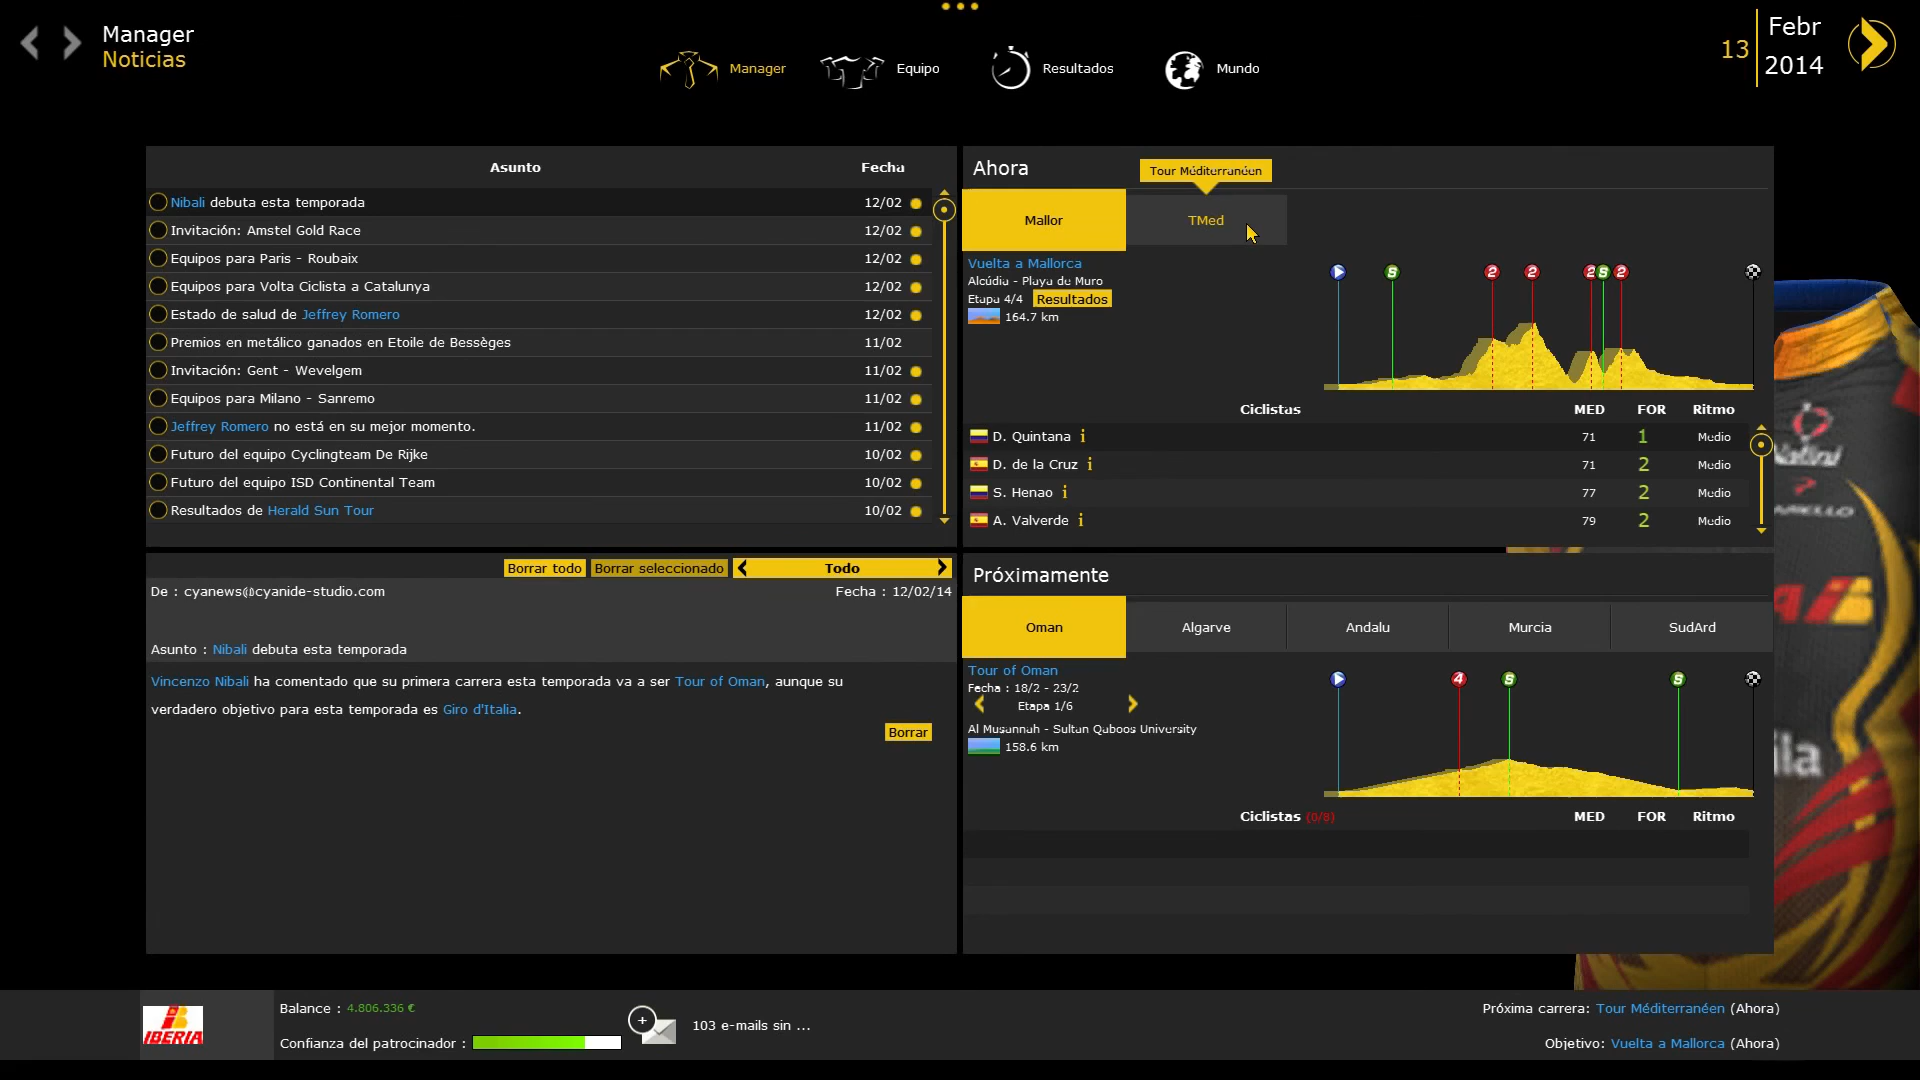 Manager
Noticias
Manager
Equipo
Resultados
Mundo
13
Febr
2014
Asunto Fecha
Nibali debuta esta temporada 12/02
Invitación: Amstel Gold Race 12/02
Equipos para Paris - Roubaix 12/02
Equipos para Volta Ciclista a Catalunya 12/02
Estado de salud de Jeffrey Romero 12/02
Premios en metálico ganados en Etoile de Bessèges 11/02
Invitación: Gent - Wevelgem 11/02
Equipos para Milano - Sanremo 11/02
Jeffrey Romero no está en su mejor momento. 11/02
Futuro del equipo Cyclingteam De Rijke 10/02
Futuro del equipo ISD Continental Team 10/02
Resultados de Herald Sun Tour 10/02
Borrar todo Borrar seleccionado Todo
De : cyanews@cyanide-studio.com Fecha : 12/02/14
Asunto : Nibali debuta esta temporada
Vincenzo Nibali ha comentado que su primera carrera esta temporada va a ser Tour of Oman, aunque su
verdadero objetivo para esta temporada es Giro d'Italia.
Borrar
Ahora
Tour Méditerranéen
Mallor TMed
Vuelta a Mallorca
Alcúdia - Playa de Muro
Etapa 4/4 Resultados
164.7 km
S 2 2 2 S 2
Ciclistas MED FOR Ritmo
D. Quintana i 71 1 Medio
D. de la Cruz i 71 2 Medio
S. Henao i 77 2 Medio
A. Valverde i 79 2 Medio
Próximamente
Oman Algarve Andalu Murcia SudArd
Tour of Oman
Fecha : 18/2 - 23/2
Etapa 1/6
Al Musannah - Sultan Qaboos University
158.6 km
4 S S
Ciclistas (0/8) MED FOR Ritmo
IBERIA
Balance : 4.806.336 €
Confianza del patrocinador :
103 e-mails sin ...
Próxima carrera: Tour Méditerranéen (Ahora)
Objetivo: Vuelta a Mallorca (Ahora)